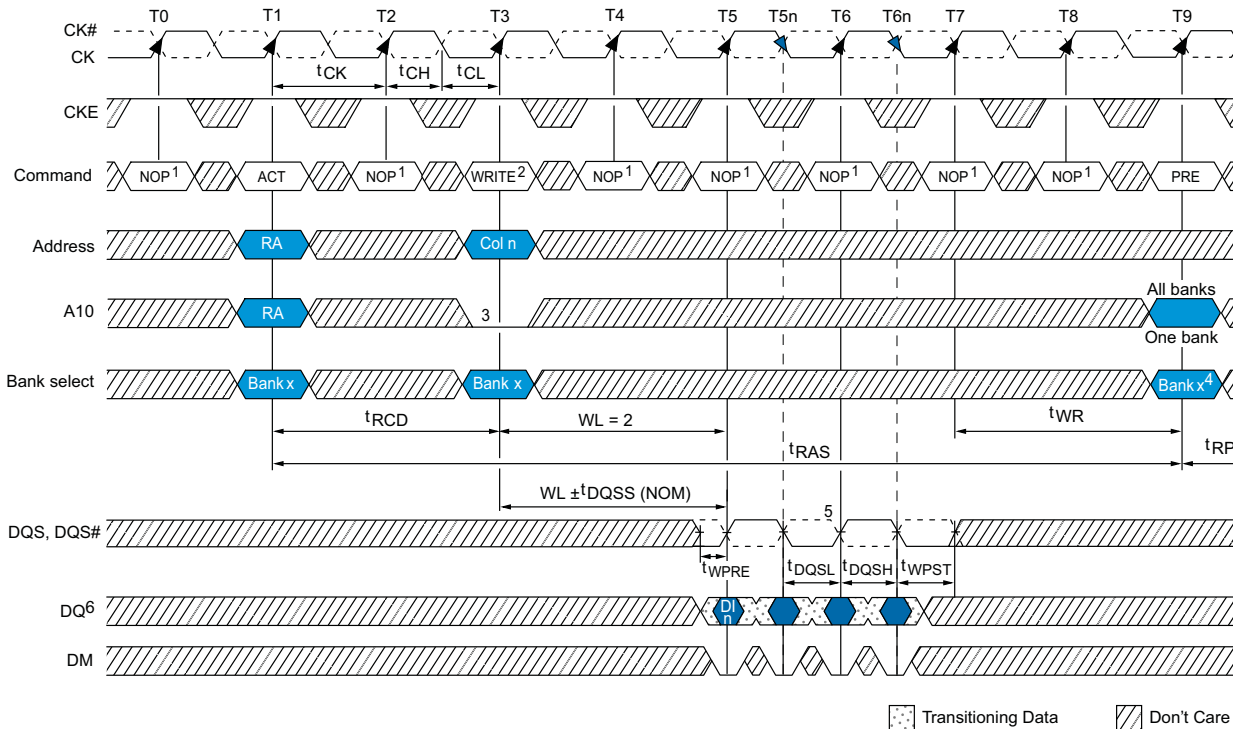 T0 T1 T2 T3 T4 T5 T5n T6 T6n T7 T8 T9
CK#
CK
tCK tCH tCL
CKE
Command NOP1 ACT NOP1 WRITE2 NOP1 NOP1 NOP1 NOP1 NOP1 PRE
Address RA Col n
All banks
A10 RA 3
One bank
Bank select Bank x Bank x Bank x4
tRCD WL = 2 tWR
tRAS tRP
WL ±tDQSS (NOM)
5
DQS, DQS#
tWPRE tDQSL tDQSH tWPST
DQ6 DI
n
DM
Transitioning Data Don't Care